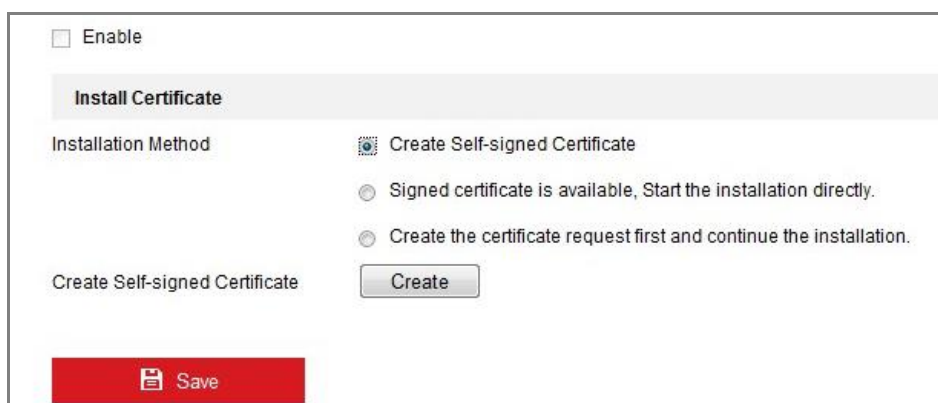 Enable
Install Certificate
Installation Method
Create Self-signed Certificate
Signed certificate is available, Start the installation directly.
Create the certificate request first and continue the installation.
Create Self-signed Certificate Create
Save